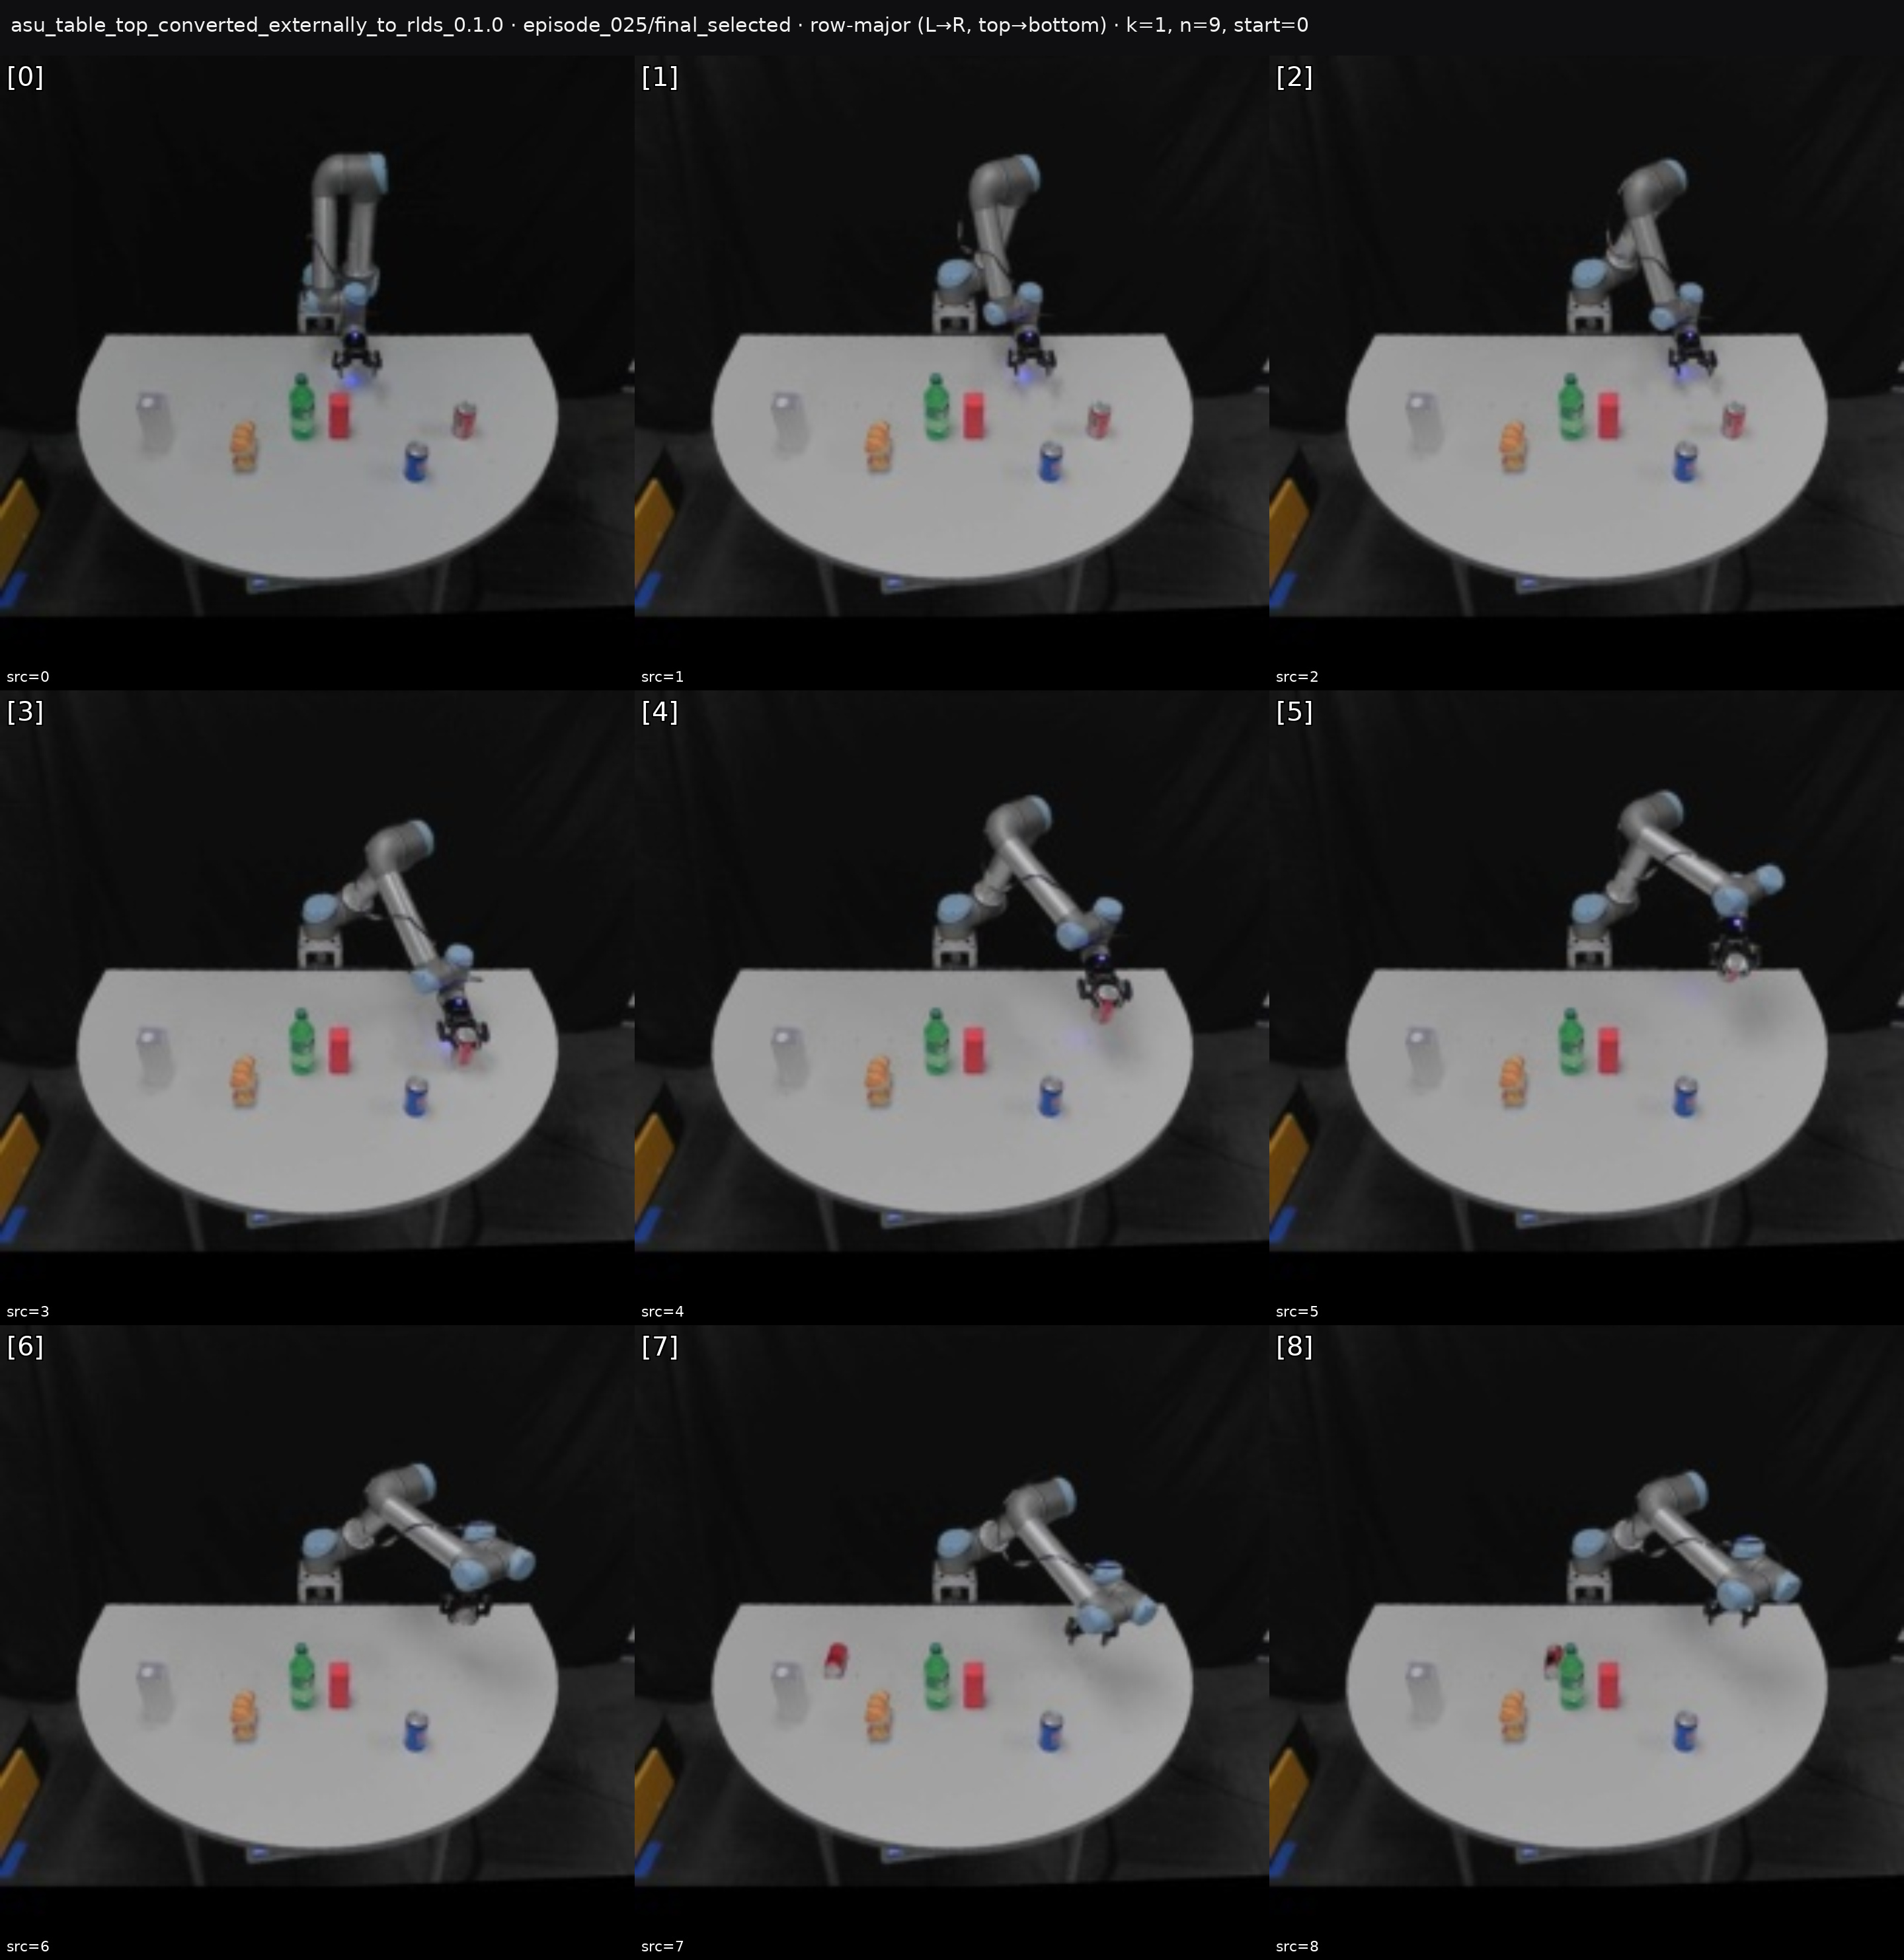 asu_table_top_converted_externally_to_rlds_0.1.0 · episode_025/final_selected · row-major (L→R, top→bottom) · k=1, n=9, start=0
[0]
[1]
[2]
src=0
src=1
src=2
[3]
[4]
[5]
src=3
src=4
src=5
[6]
[7]
[8]
src=6
src=7
src=8